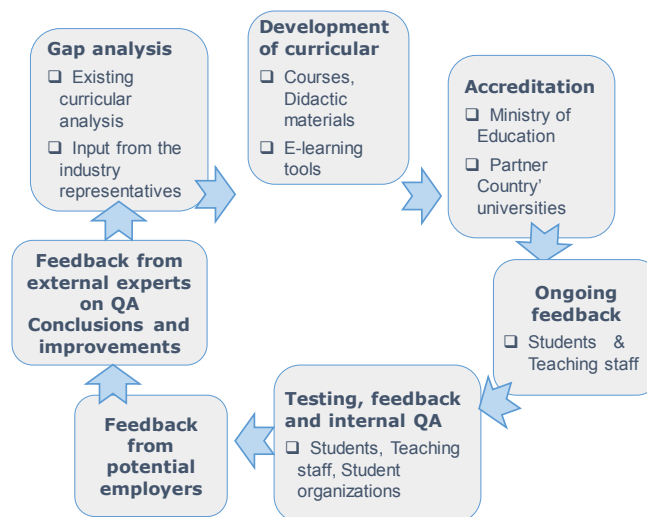 Gap analysis
❑ Existing
curricular
analysis
❑ Input from the
industry
representatives
Development
of curricular
❑ Courses,
Didactic
materials
❑ E-learning
tools
Accreditation
❑ Ministry of
Education
❑ Partner
Country’
universities
Ongoing
feedback
❑ Students &
Teaching staff
Testing, feedback
and internal QA
❑ Students, Teaching
staff, Student
organizations
Feedback
from
potential
employers
Feedback from
external experts
on QA
Conclusions and
improvements